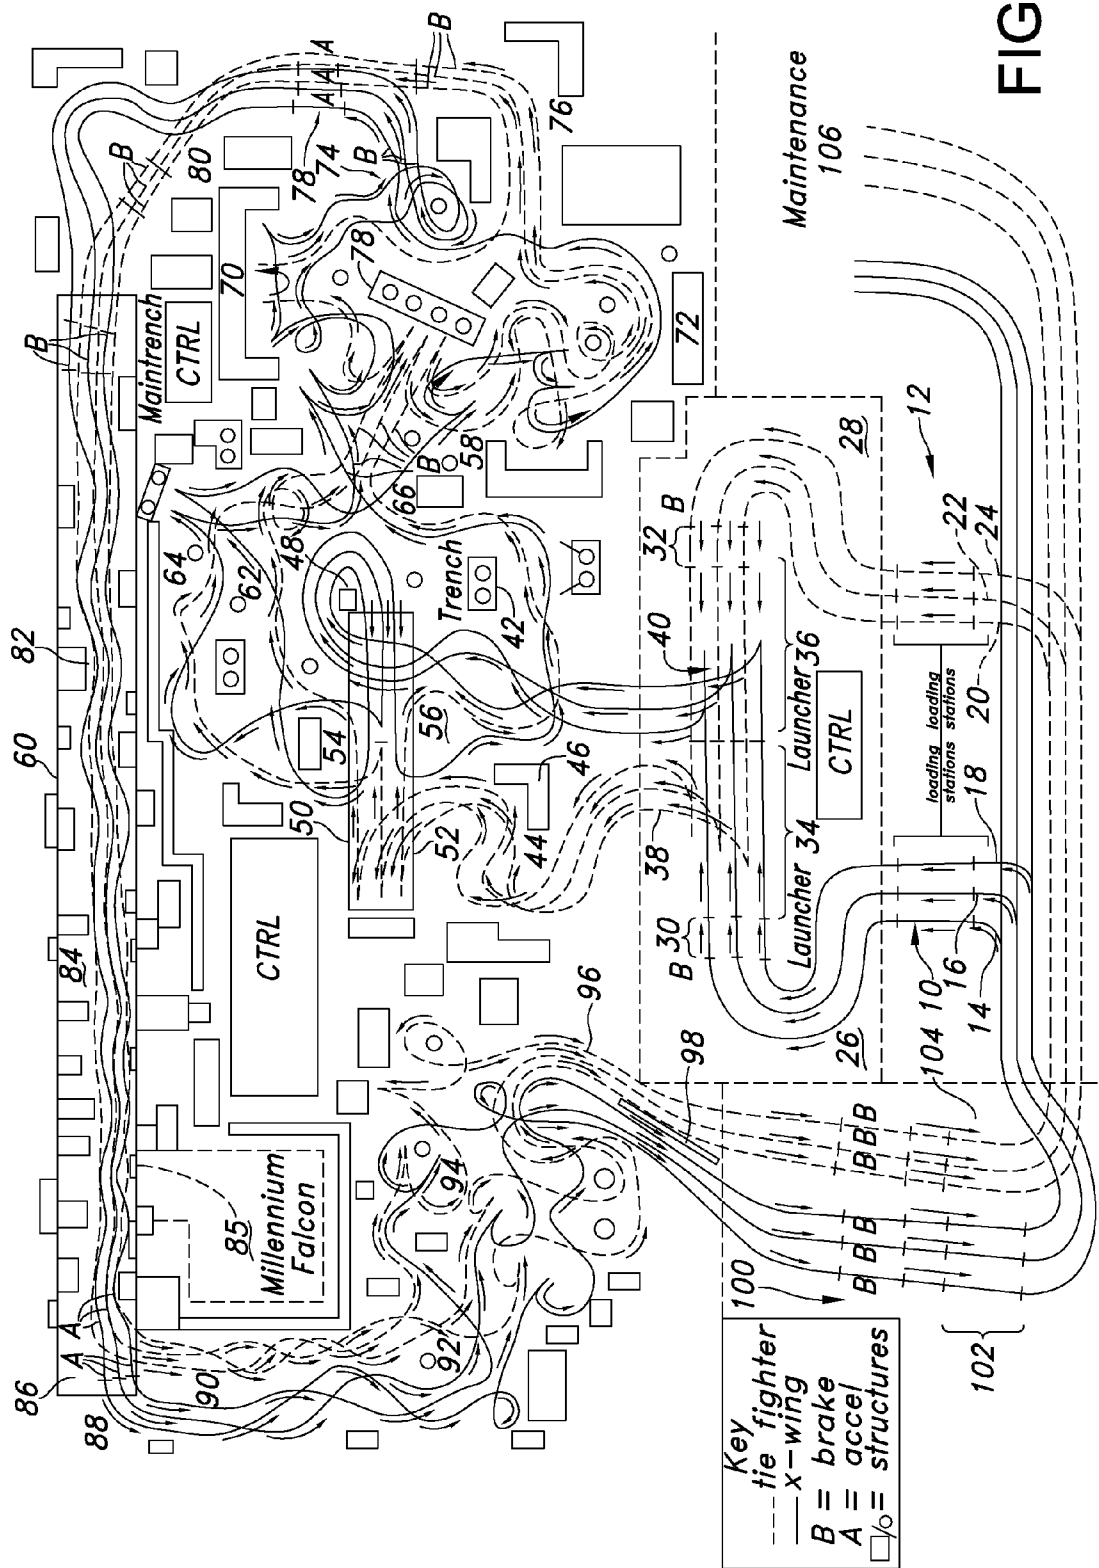 FIG
B
A
A
A
B
76
Maintenance
106
B
80
78
74
B
70
78
72
B
Maintrench
CTRL
58
B
66
28
12
64
62
48
Trench
42
B
32
40
Launcher 36
22
24
20
82
60
54
56
50
52
46
44
38
CTRL
loading stations
loading stations
18
Launcher 34
30
B
16
10
14
84
CTRL
96
98
26
104
85
Millennium
Falcon
94
B
B
B
B
B
B
100
102
A
A
86
88
90
92
Key
tie fighter
x-wing
B = brake
A = accel
= structures